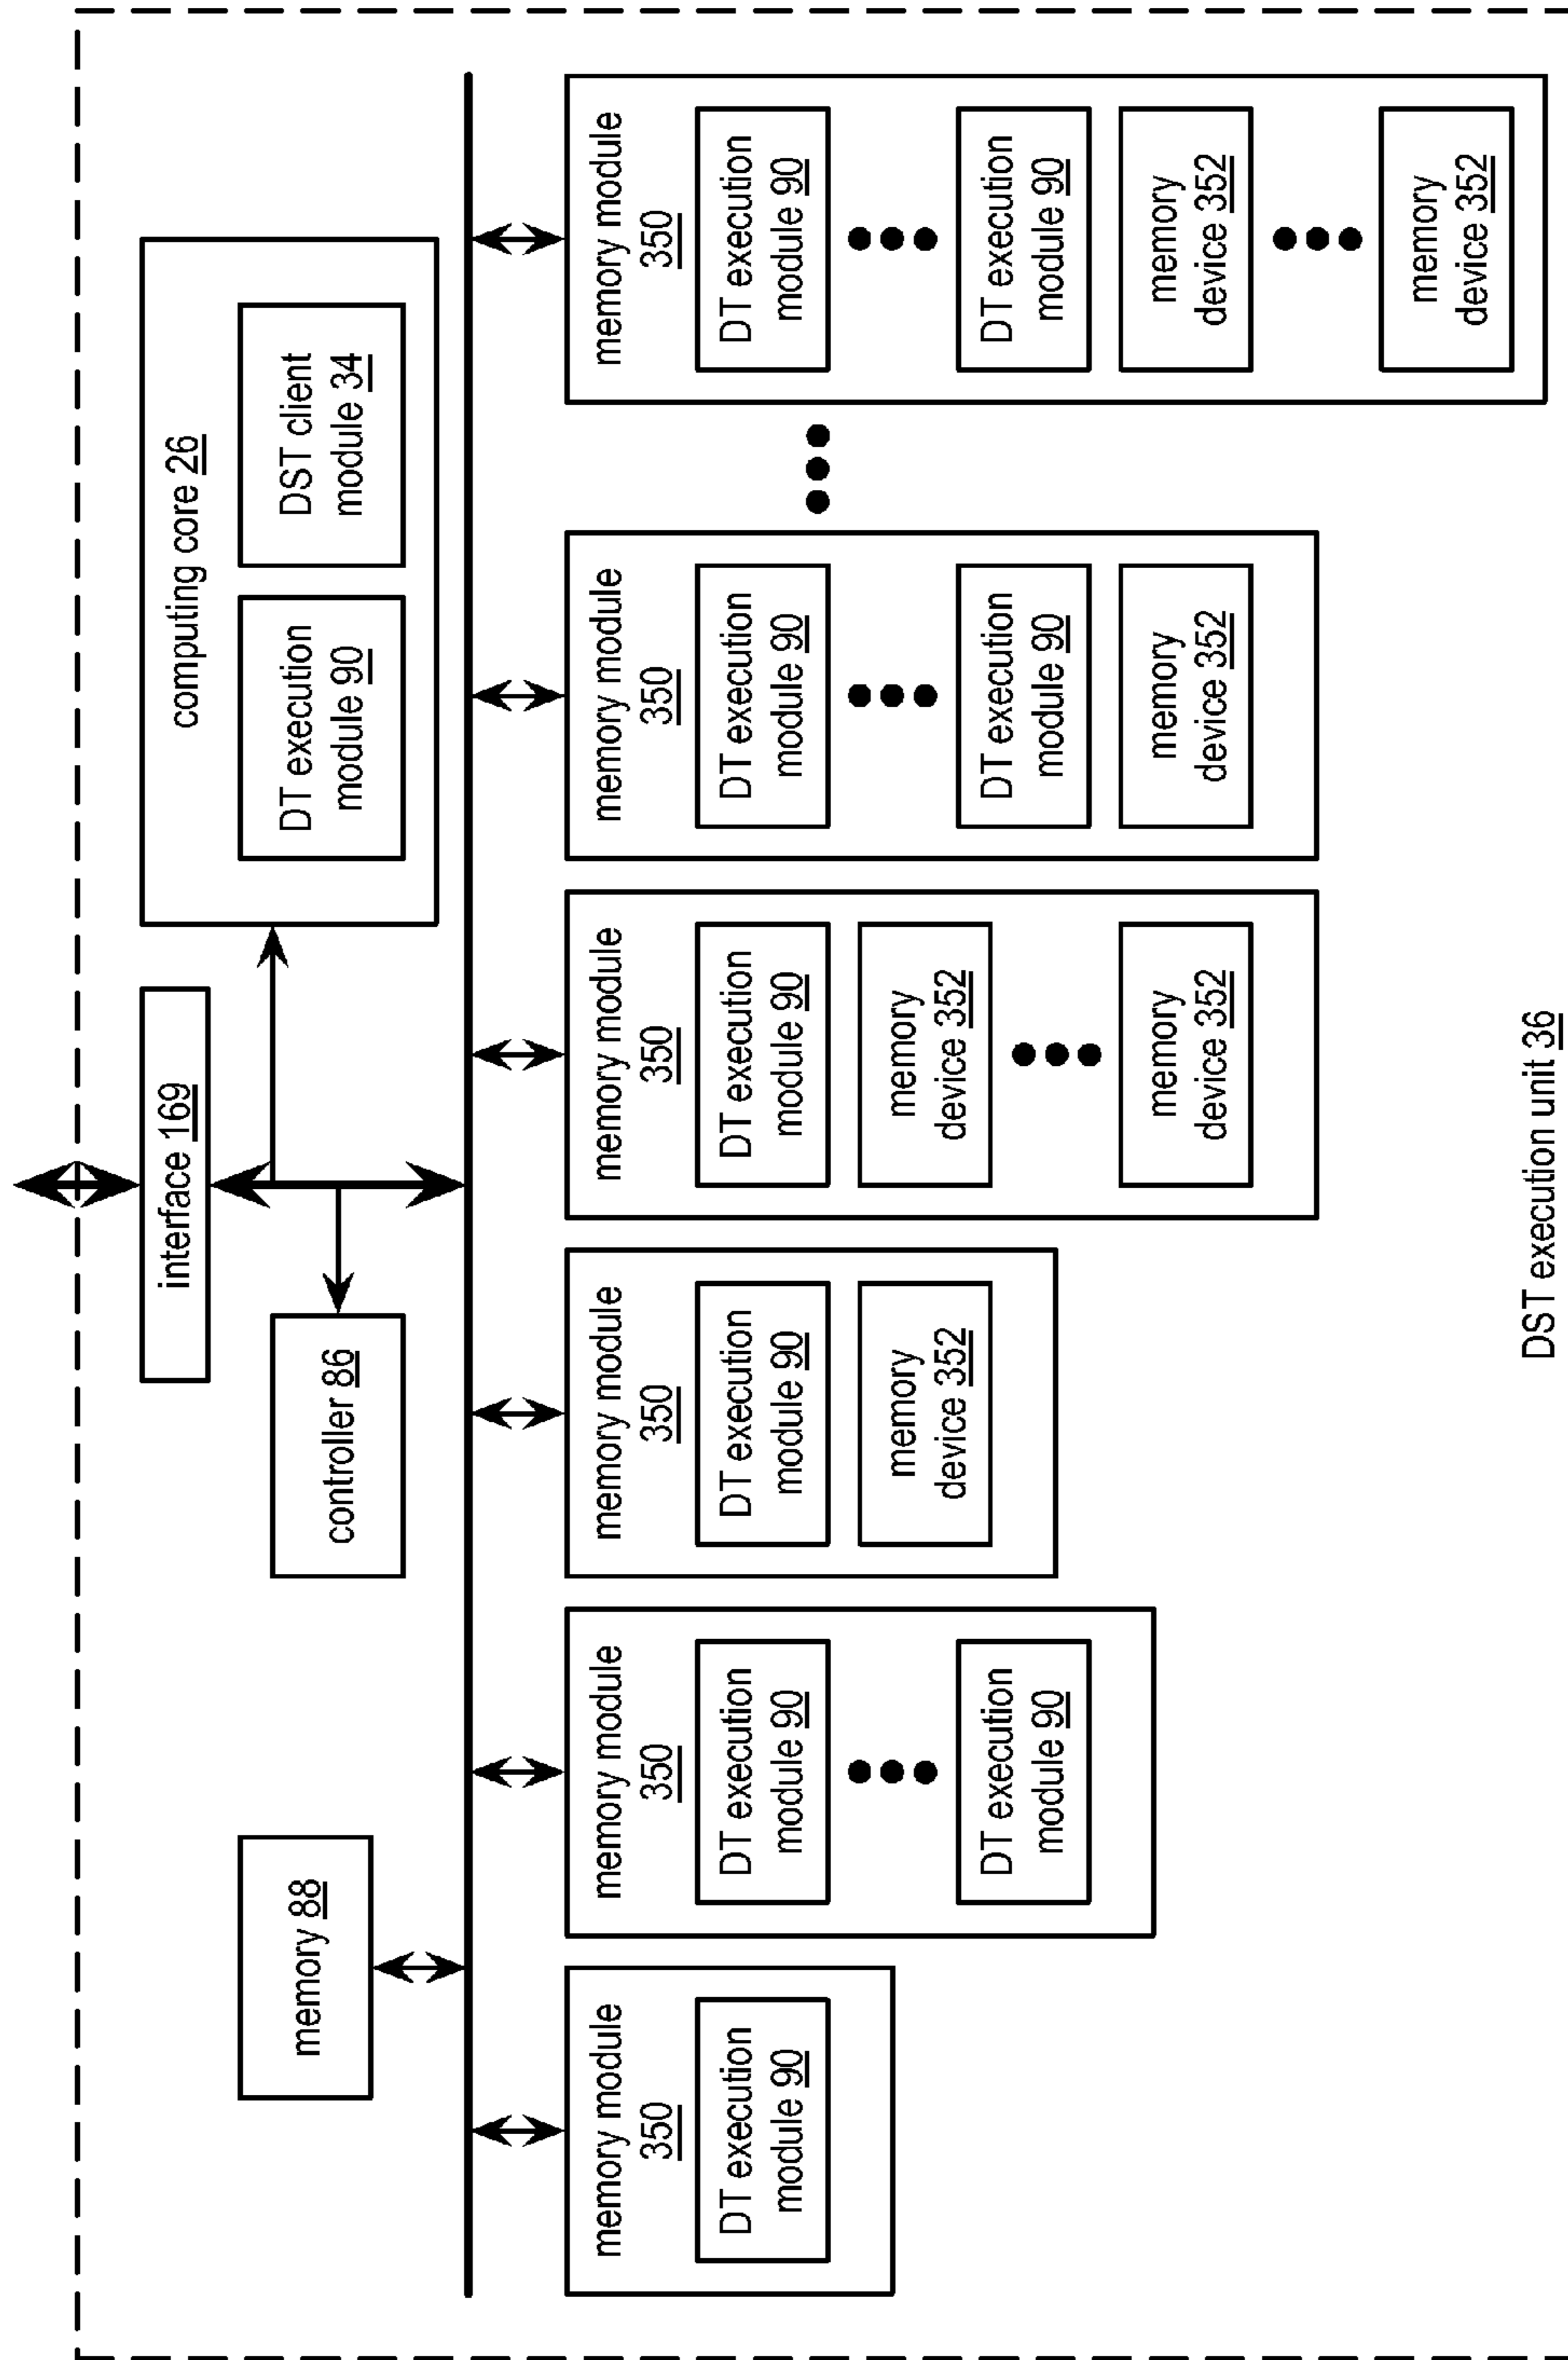 interface 169
computing core 26
DT execution
module 90
DST client
module 34
controller 86
memory 88
memory module
350
DT execution
module 90
memory module
350
DT execution
module 90
DT execution
module 90
memory module
350
DT execution
module 90
memory
device 352
memory module
350
DT execution
module 90
memory
device 352
memory
device 352
memory module
350
DT execution
module 90
DT execution
module 90
memory
device 352
memory module
350
DT execution
module 90
DT execution
module 90
memory
device 352
memory
device 352
DST execution unit 36